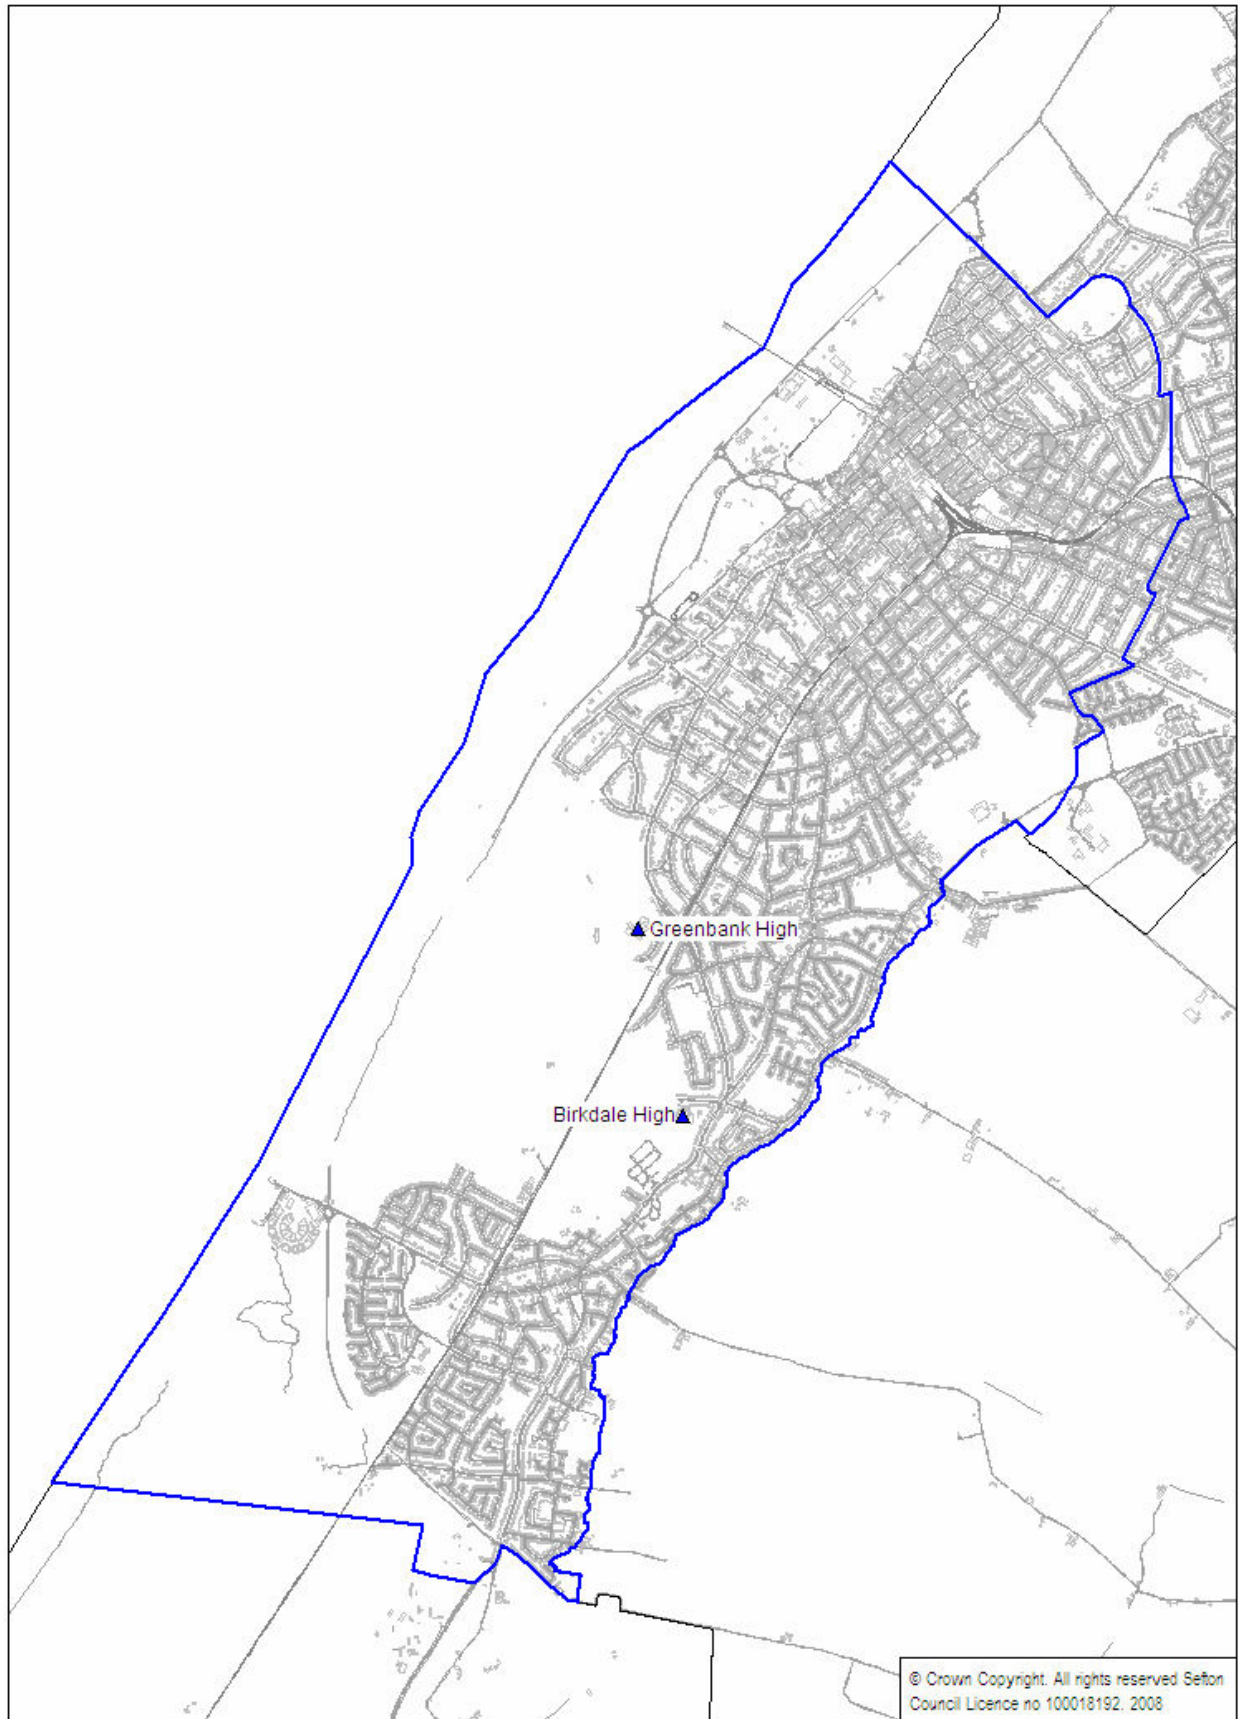 Greenbank High
Birkdale High
© Crown Copyright. All rights reserved Sefton
Council Licence no 100018192. 2008